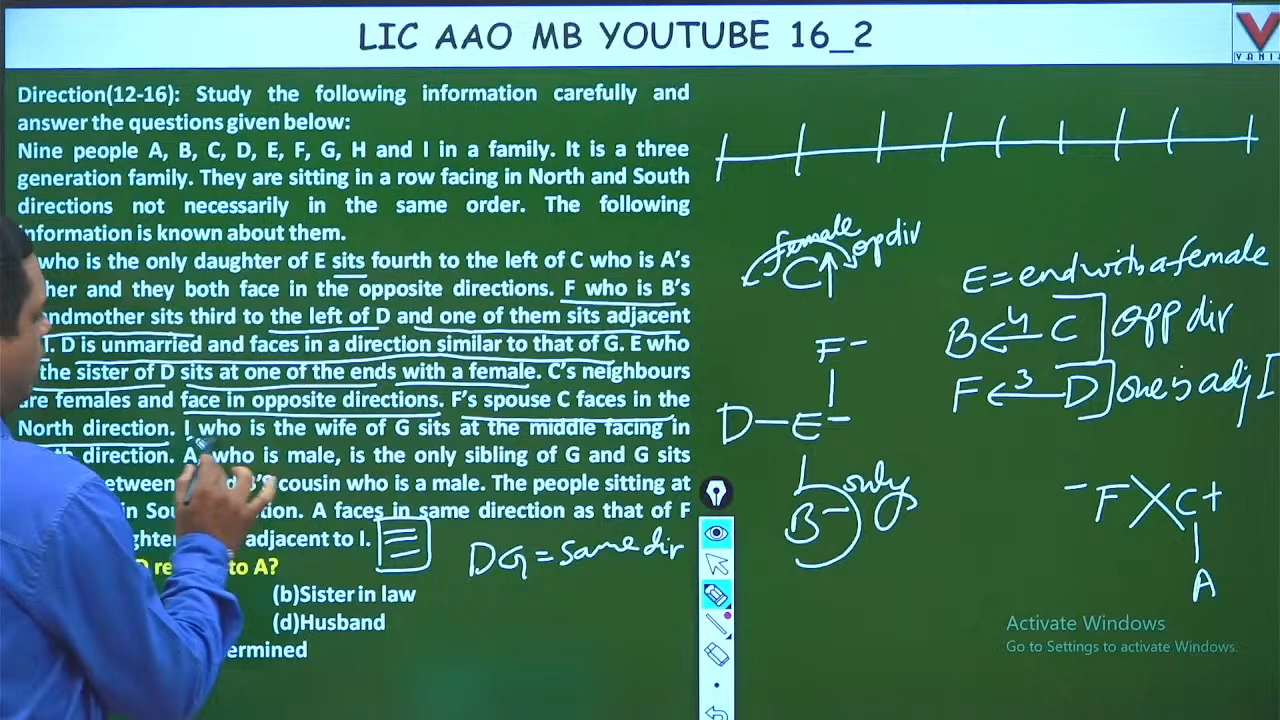 LIC AAO MB YOUTUBE 16_2
VANI
Direction(12-16): Study the following information carefully and
answer the questions given below:
Nine people A, B, C, D, E, F, G, H and I in a family. It is a three
generation family. They are sitting in a row facing in North and South
directions not necessarily in the same order. The following
information is known about them.
who is the only daughter of E sits fourth to the left of C who is A's
her and they both face in the opposite directions. F who is B's
ndmother sits third to the left of D and one of them sits adjacent
I. D is unmarried and faces in a direction similar to that of G. E who
the sister of D sits at one of the ends with a female. C's neighbours
are females and face in opposite directions. F's spouse C faces in the
North direction. I who is the wife of G sits at the middle facing in
th direction. A, who is male, is the only sibling of G and G sits
etween d B's cousin who is a male. The people sitting at
in Sou tion. A faces in same direction as that of F
ghter adjacent to I.
D re to A?
(b)Sister in law
(d)Husband
ermined
DG = Same dir
female
op dir
C
F -
D - E -
only
B -
E = end with a female
B ← 4 C ] opp dir
F ← 3 D ] one is adj I
- F X C +
A
Activate Windows
Go to Settings to activate Windows.